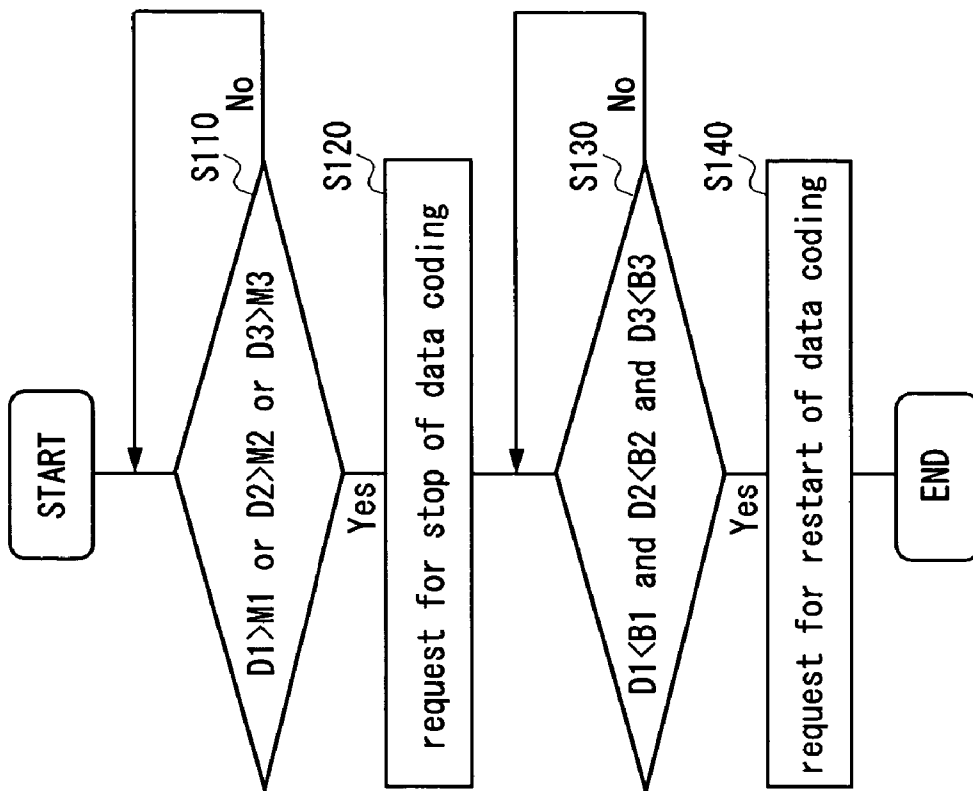 START
S110
D1>M1 or D2>M2 or D3>M3
No
Yes
S120
request for stop of data coding
S130
D1<B1 and D2<B2 and D3<B3
No
Yes
S140
request for restart of data coding
END